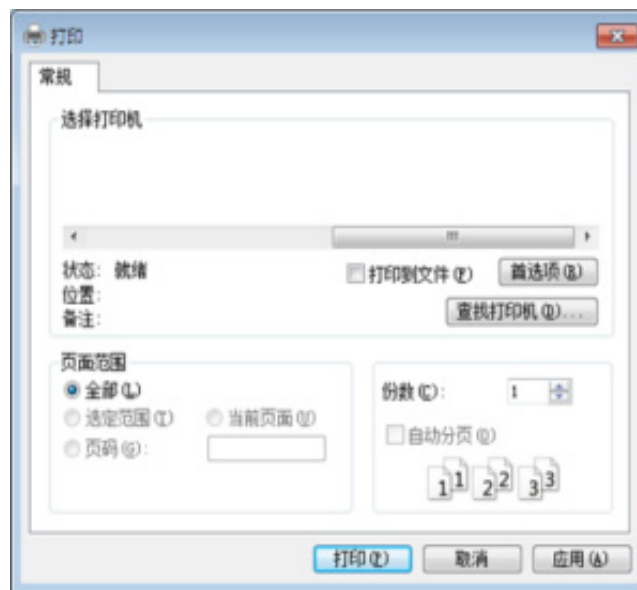 打印
常规
选择打印机
状态: 就绪
打印到文件(F) 首选项(R)
位置:
备注:
查找打印机(D)...
页面范围
全部(L)
选定范围(T) 当前页面(U)
页码(G):
份数(C): 1
自动分页(O)
11 22 33
打印(P) 取消 应用(A)